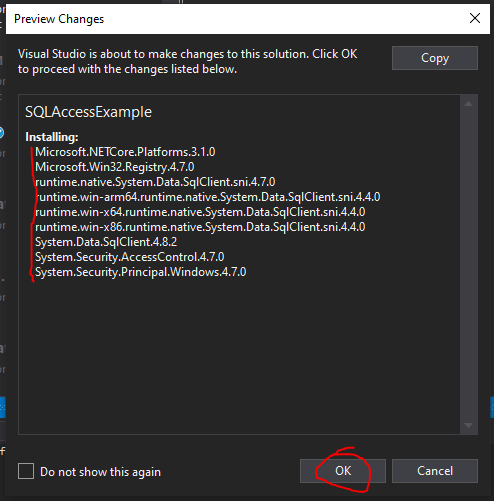 Preview Changes
Visual Studio is about to make changes to this solution. Click OK
to proceed with the changes listed below.
Copy
SQLAccessExample
Installing:
Microsoft.NETCore.Platforms.3.1.0
Microsoft.Win32.Registry.4.7.0
runtime.native.System.Data.SqlClient.sni.4.7.0
runtime.win-arm64.runtime.native.System.Data.SqlClient.sni.4.4.0
runtime.win-x64.runtime.native.System.Data.SqlClient.sni.4.4.0
runtime.win-x86.runtime.native.System.Data.SqlClient.sni.4.4.0
System.Data.SqlClient.4.8.2
System.Security.AccessControl.4.7.0
System.Security.Principal.Windows.4.7.0
Do not show this again
OK
Cancel